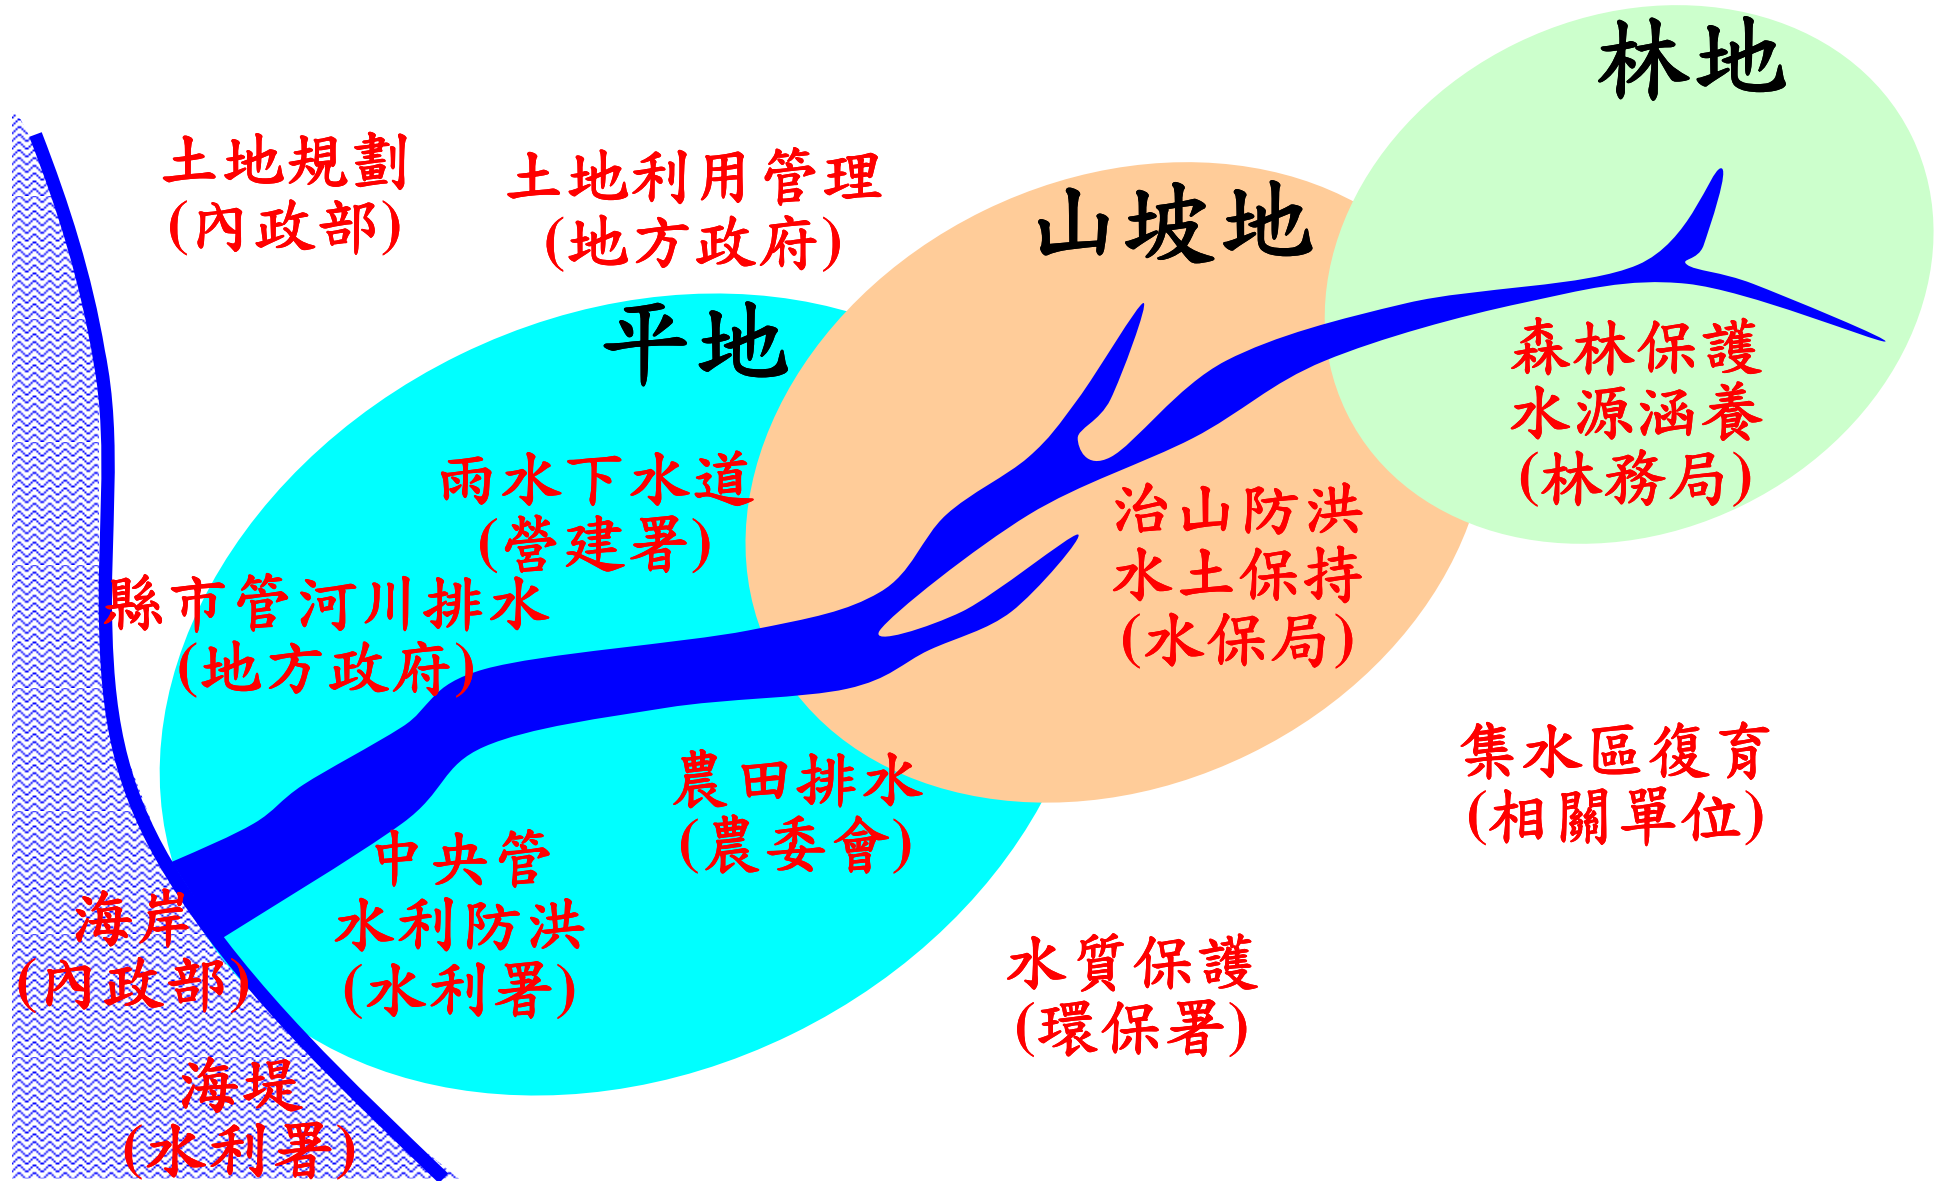 林地
土地規劃
(內政部)
土地利用管理
(地方政府)
山坡地
平地
森林保護
水源涵養
(林務局)
雨水下水道
(營建署)
治山防洪
水土保持
(水保局)
縣市管河川排水
(地方政府)
集水區復育
(相關單位)
農田排水
(農委會)
中央管
水利防洪
(水利署)
海岸
(內政部)
水質保護
(環保署)
海堤
(水利署)